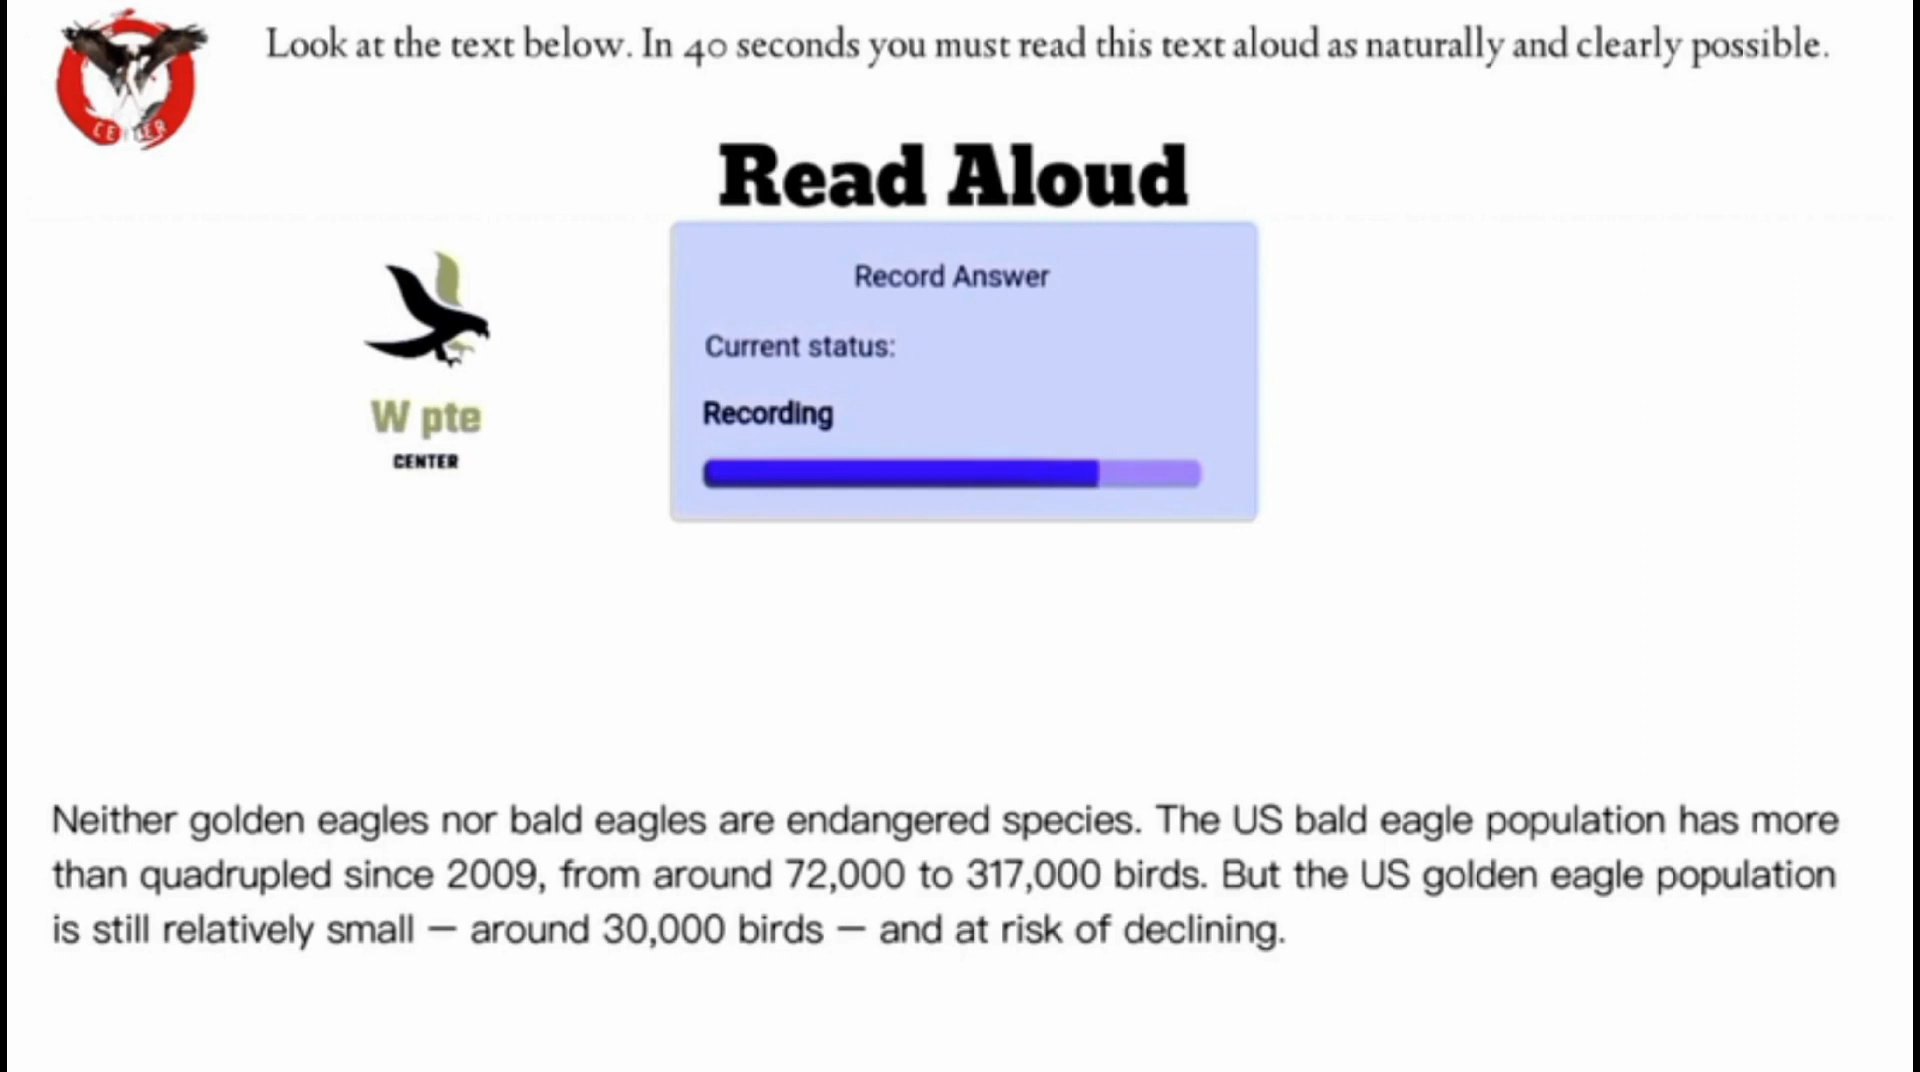 Look at the text below. In 40 seconds you must read this text aloud as naturally and clearly possible.
CENTER
Read Aloud
Record Answer
Current status:
Recording
W pte
CENTER
Neither golden eagles nor bald eagles are endangered species. The US bald eagle population has more
than quadrupled since 2009, from around 72,000 to 317,000 birds. But the US golden eagle population
is still relatively small — around 30,000 birds — and at risk of declining.